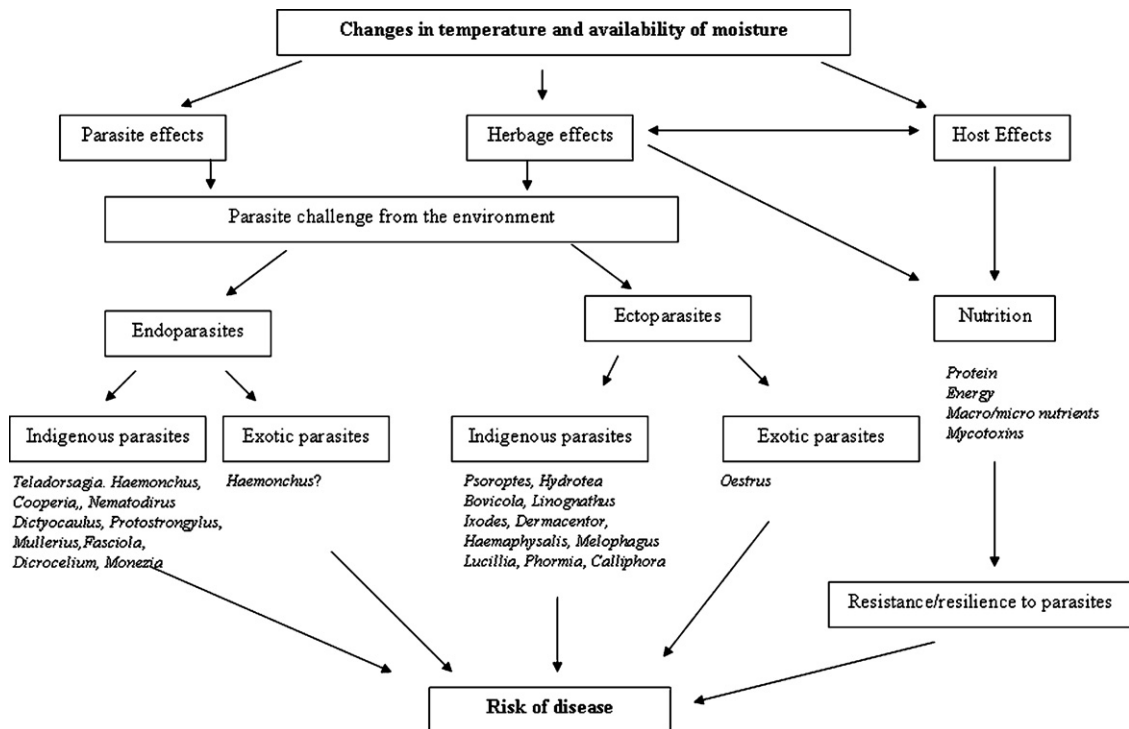 Changes in temperature and availability of moisture
Parasite effects
Herbage effects
Host Effects
Parasite challenge from the environment
Endoparasites
Ectoparasites
Nutrition
Protein
Energy
Macro/micro nutrients
Mycotoxins
Indigenous parasites
Exotic parasites
Indigenous parasites
Exotic parasites
Teladorsagia. Haemonchus,
Cooperia,, Nematodirus
Dictyocaulus, Protostrongylus,
Mullerius,Fasciola,
Dicrocelium, Monezia
Haemonchus?
Psoroptes, Hydrotea
Bovicola, Linognathus
Ixodes, Dermacentor,
Haemaphysalis, Melophagus
Lucillia, Phormia, Calliphora
Oestrus
Resistance/resilience to parasites
Risk of disease